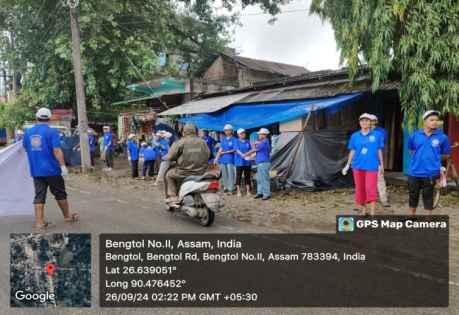 GPS Map Camera
Bengtol No.II, Assam, India
Bengtol, Bengtol Rd, Bengtol No.II, Assam 783394, India
Lat 26.639051°
Long 90.476452°
26/09/24 02:22 PM GMT +05:30
Google